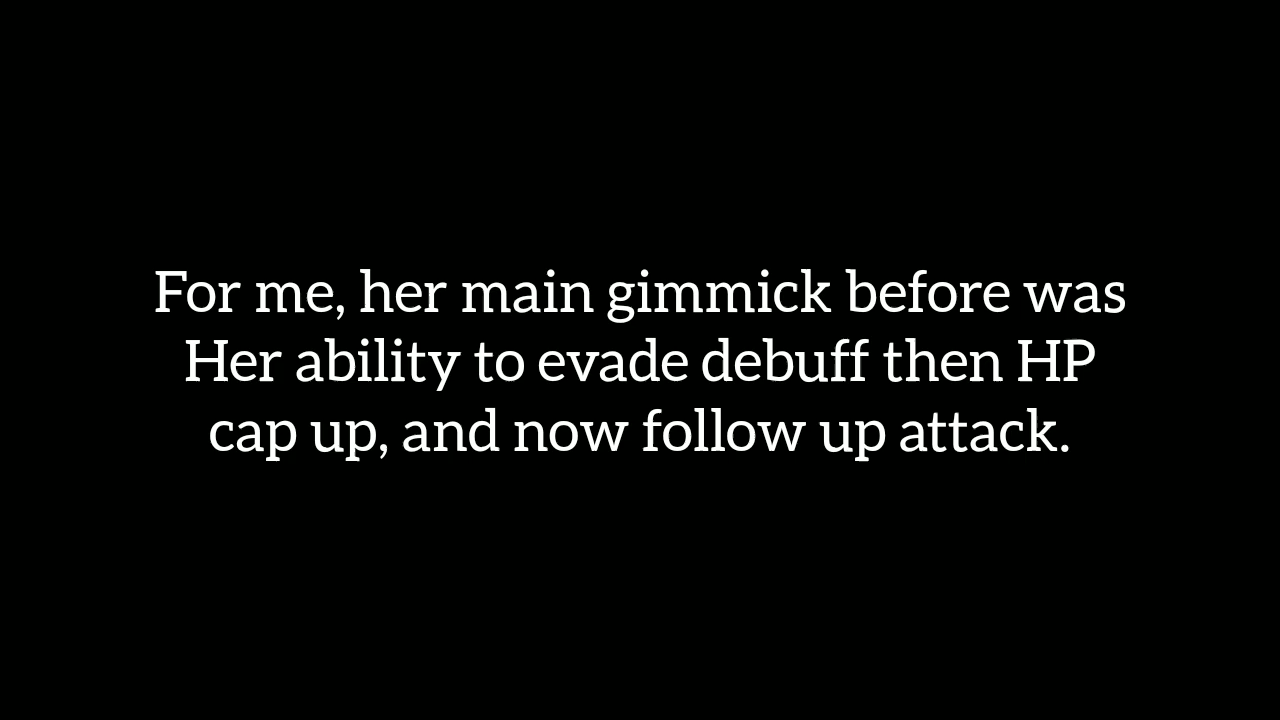 For me, her main gimmick before was
Her ability to evade debuff then HP
cap up, and now follow up attack.